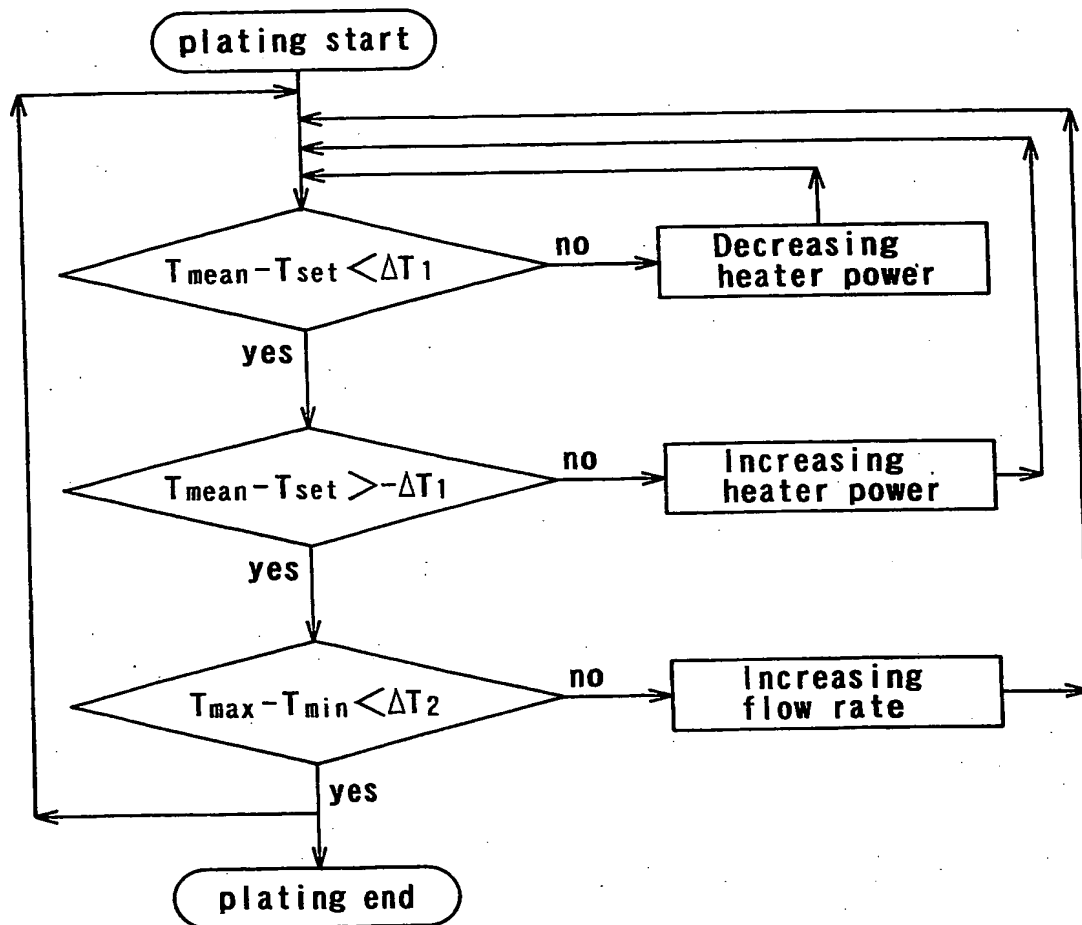 plating start
Tmean-Tset<ΔT1
no
Decreasing
heater power
yes
Tmean-Tset>-ΔT1
no
Increasing
heater power
yes
Tmax-Tmin<ΔT2
no
Increasing
flow rate
yes
plating end